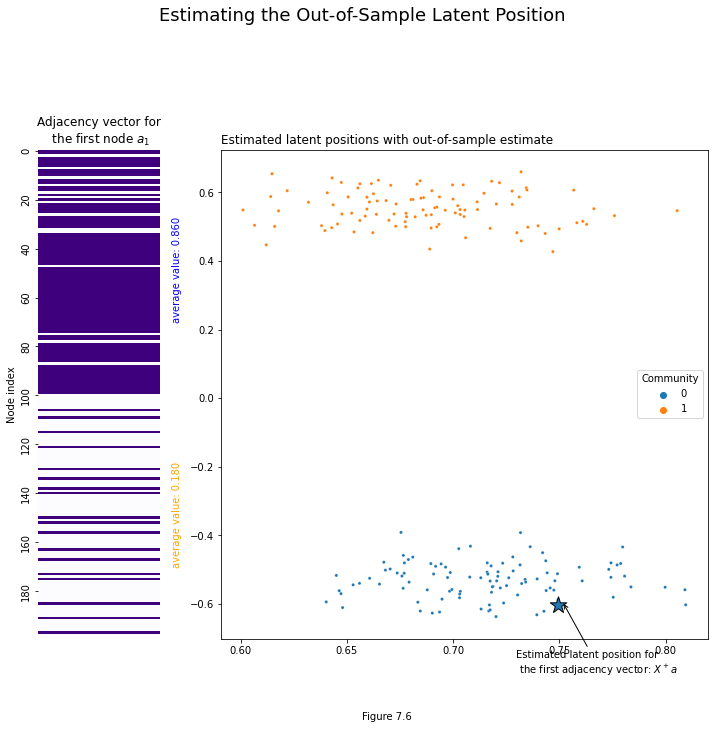 Estimating the Out-of-Sample Latent Position
Adjacency vector for
the first node a₁
Node index
0
20
40
60
80
100
120
140
160
180
average value: 0.860
average value: 0.180
Estimated latent positions with out-of-sample estimate
0.6
0.4
0.2
0.0
−0.2
−0.4
−0.6
0.60
0.65
0.70
0.75
0.80
Community
0
1
Estimated latent position for
the first adjacency vector: X⁺a
Figure 7.6